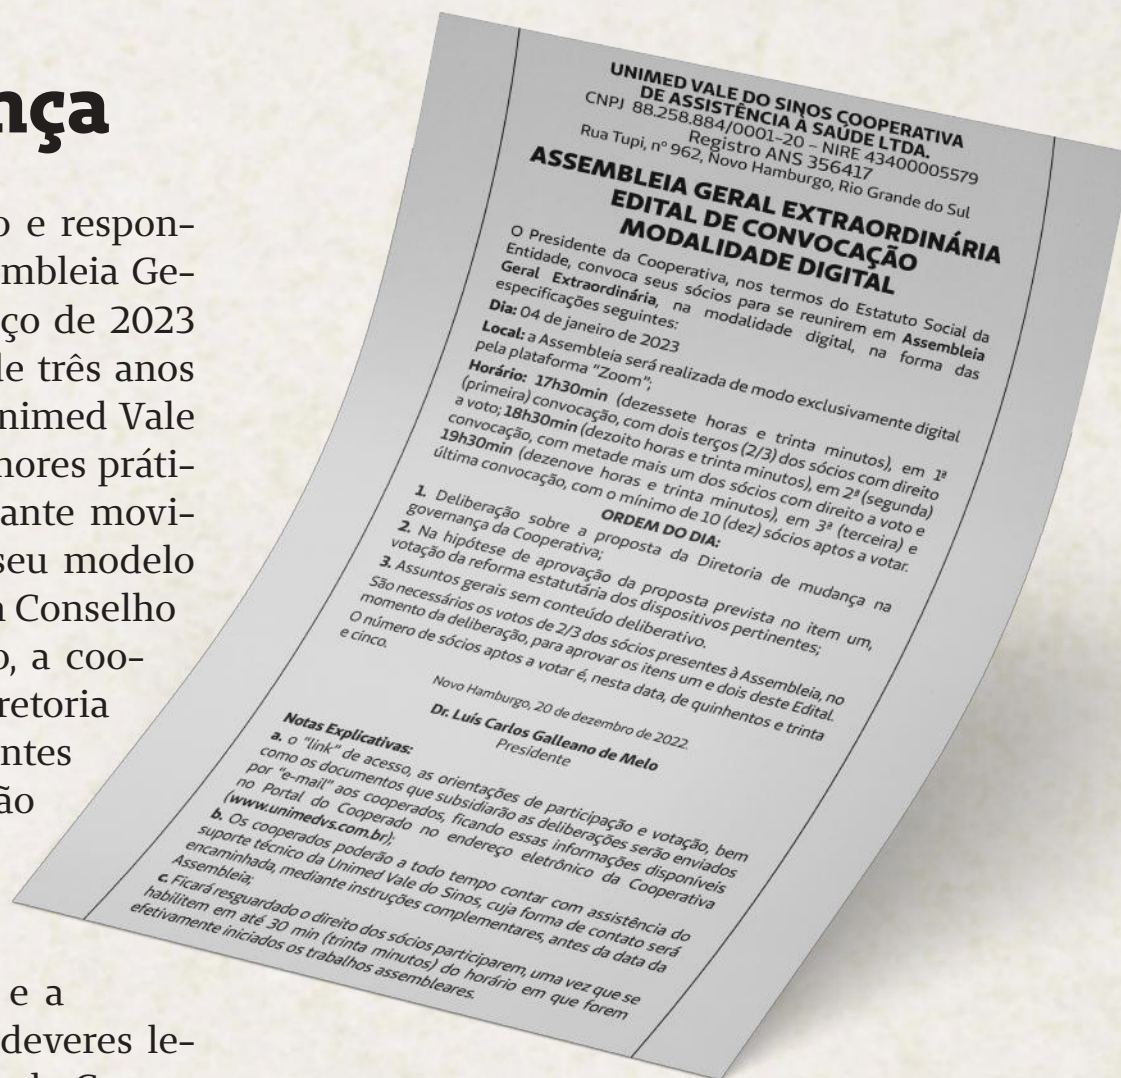 nça
o e respon-
embleia Ge-
ço de 2023
de três anos
nimed Vale
hores práti-
ante movi-
seu modelo
Conselho
o, a coo-
retoria
ntes
ão
e a
deveres le-
UNIMED VALE DO SINOS COOPERATIVA
DE ASSISTÊNCIA À SAÚDE LTDA.
CNPJ 88.258.884/0001-20 – NIRE 43400005579
Registro ANS 356417
Rua Tupi, nº 962, Novo Hamburgo, Rio Grande do Sul
ASSEMBLEIA GERAL EXTRAORDINÁRIA
EDITAL DE CONVOCAÇÃO
MODALIDADE DIGITAL
O Presidente da Cooperativa, nos termos do Estatuto Social da
Entidade, convoca seus sócios para se reunirem em Assembleia
Geral Extraordinária, na modalidade digital, na forma das
especificações seguintes:
Dia: 04 de janeiro de 2023
Local: a Assembleia será realizada de modo exclusivamente digital
pela plataforma "Zoom";
Horário: 17h30min (dezessete horas e trinta minutos), em 1ª
(primeira) convocação, com dois terços (2/3) dos sócios com direito
a voto; 18h30min (dezoito horas e trinta minutos), em 2ª (segunda)
convocação, com metade mais um dos sócios com direito a voto e
19h30min (dezenove horas e trinta minutos), em 3ª (terceira) e
última convocação, com o mínimo de 10 (dez) sócios aptos a votar.
ORDEM DO DIA:
1. Deliberação sobre a proposta da Diretoria de mudança na
governança da Cooperativa;
2. Na hipótese de aprovação da proposta prevista no item um,
votação da reforma estatutária dos dispositivos pertinentes;
3. Assuntos gerais sem conteúdo deliberativo.
São necessários os votos de 2/3 dos sócios presentes à Assembleia, no
momento da deliberação, para aprovar os itens um e dois deste Edital.
O número de sócios aptos a votar é, nesta data, de quinhentos e trinta
e cinco.
Novo Hamburgo, 20 de dezembro de 2022.
Dr. Luís Carlos Galleano de Melo
Presidente
Notas Explicativas:
a. o "link" de acesso, as orientações de participação e votação, bem
como os documentos que subsidiarão as deliberações serão enviados
por "e-mail" aos cooperados, ficando essas informações disponíveis
no Portal do Cooperado no endereço eletrônico da Cooperativa
(www.unimedvs.com.br);
b. Os cooperados poderão a todo tempo contar com assistência do
suporte técnico da Unimed Vale do Sinos, cuja forma de contato será
encaminhada, mediante instruções complementares, antes da data da
Assembleia;
c. Ficará resguardado o direito dos sócios participarem, uma vez que se
habilitem em até 30 min (trinta minutos) do horário em que forem
efetivamente iniciados os trabalhos assembleares.